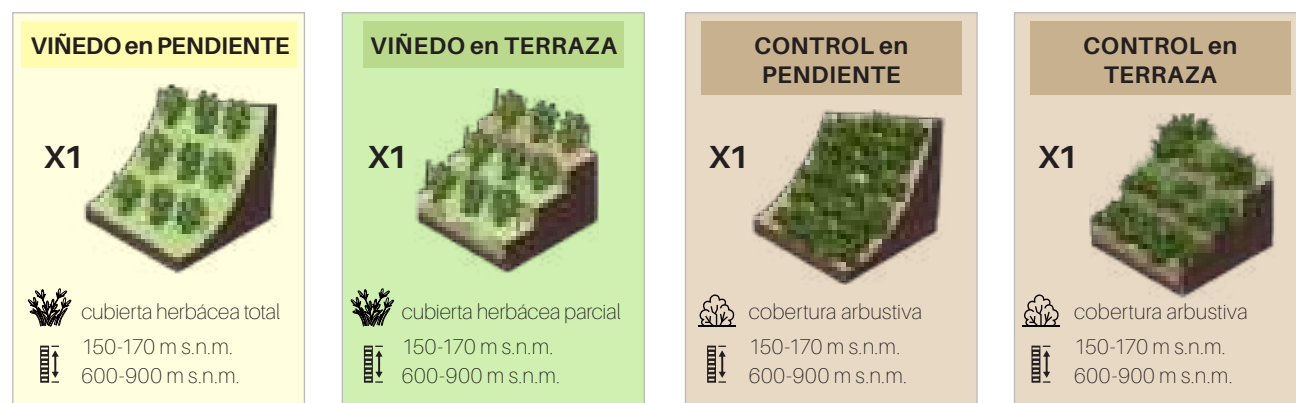 VIÑEDO en PENDIENTE
X1
cubierta herbácea total
150-170 m s.n.m.
600-900 m s.n.m.
VIÑEDO en TERRAZA
X1
cubierta herbácea parcial
150-170 m s.n.m.
600-900 m s.n.m.
CONTROL en
PENDIENTE
X1
cobertura arbustiva
150-170 m s.n.m.
600-900 m s.n.m.
CONTROL en
TERRAZA
X1
cobertura arbustiva
150-170 m s.n.m.
600-900 m s.n.m.